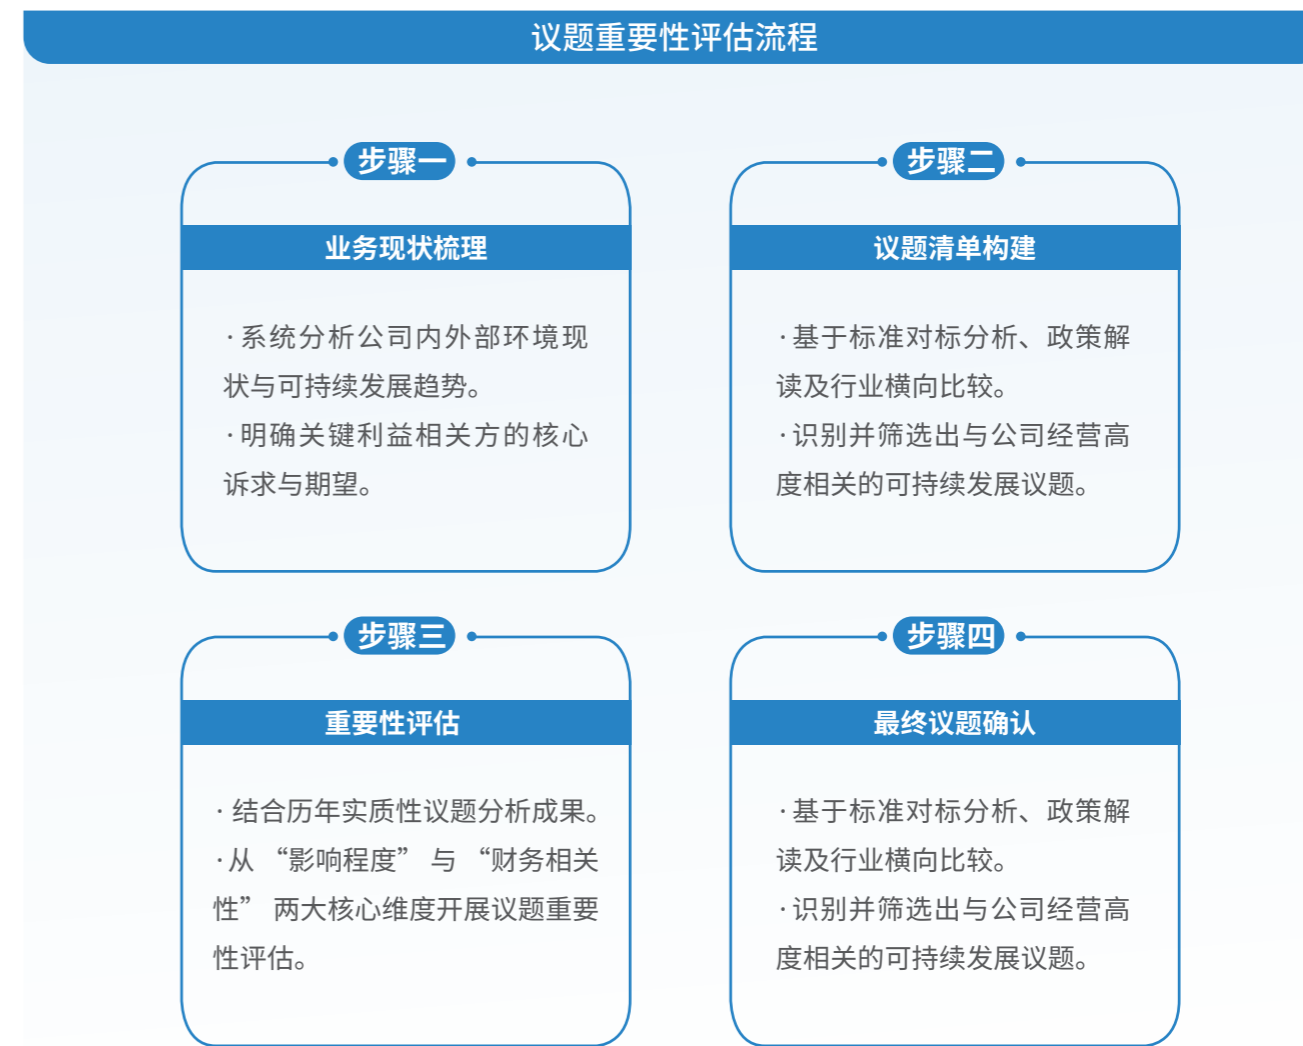 议题重要性评估流程
步骤一
业务现状梳理
·系统分析公司内外部环境现
状与可持续发展趋势。
·明确关键利益相关方的核心
诉求与期望。
步骤二
议题清单构建
·基于标准对标分析、政策解
读及行业横向比较。
·识别并筛选出与公司经营高
度相关的可持续发展议题。
步骤三
重要性评估
·结合历年实质性议题分析成果。
·从“影响程度”与“财务相关
性”两大核心维度开展议题重要
性评估。
步骤四
最终议题确认
·基于标准对标分析、政策解
读及行业横向比较。
·识别并筛选出与公司经营高
度相关的可持续发展议题。